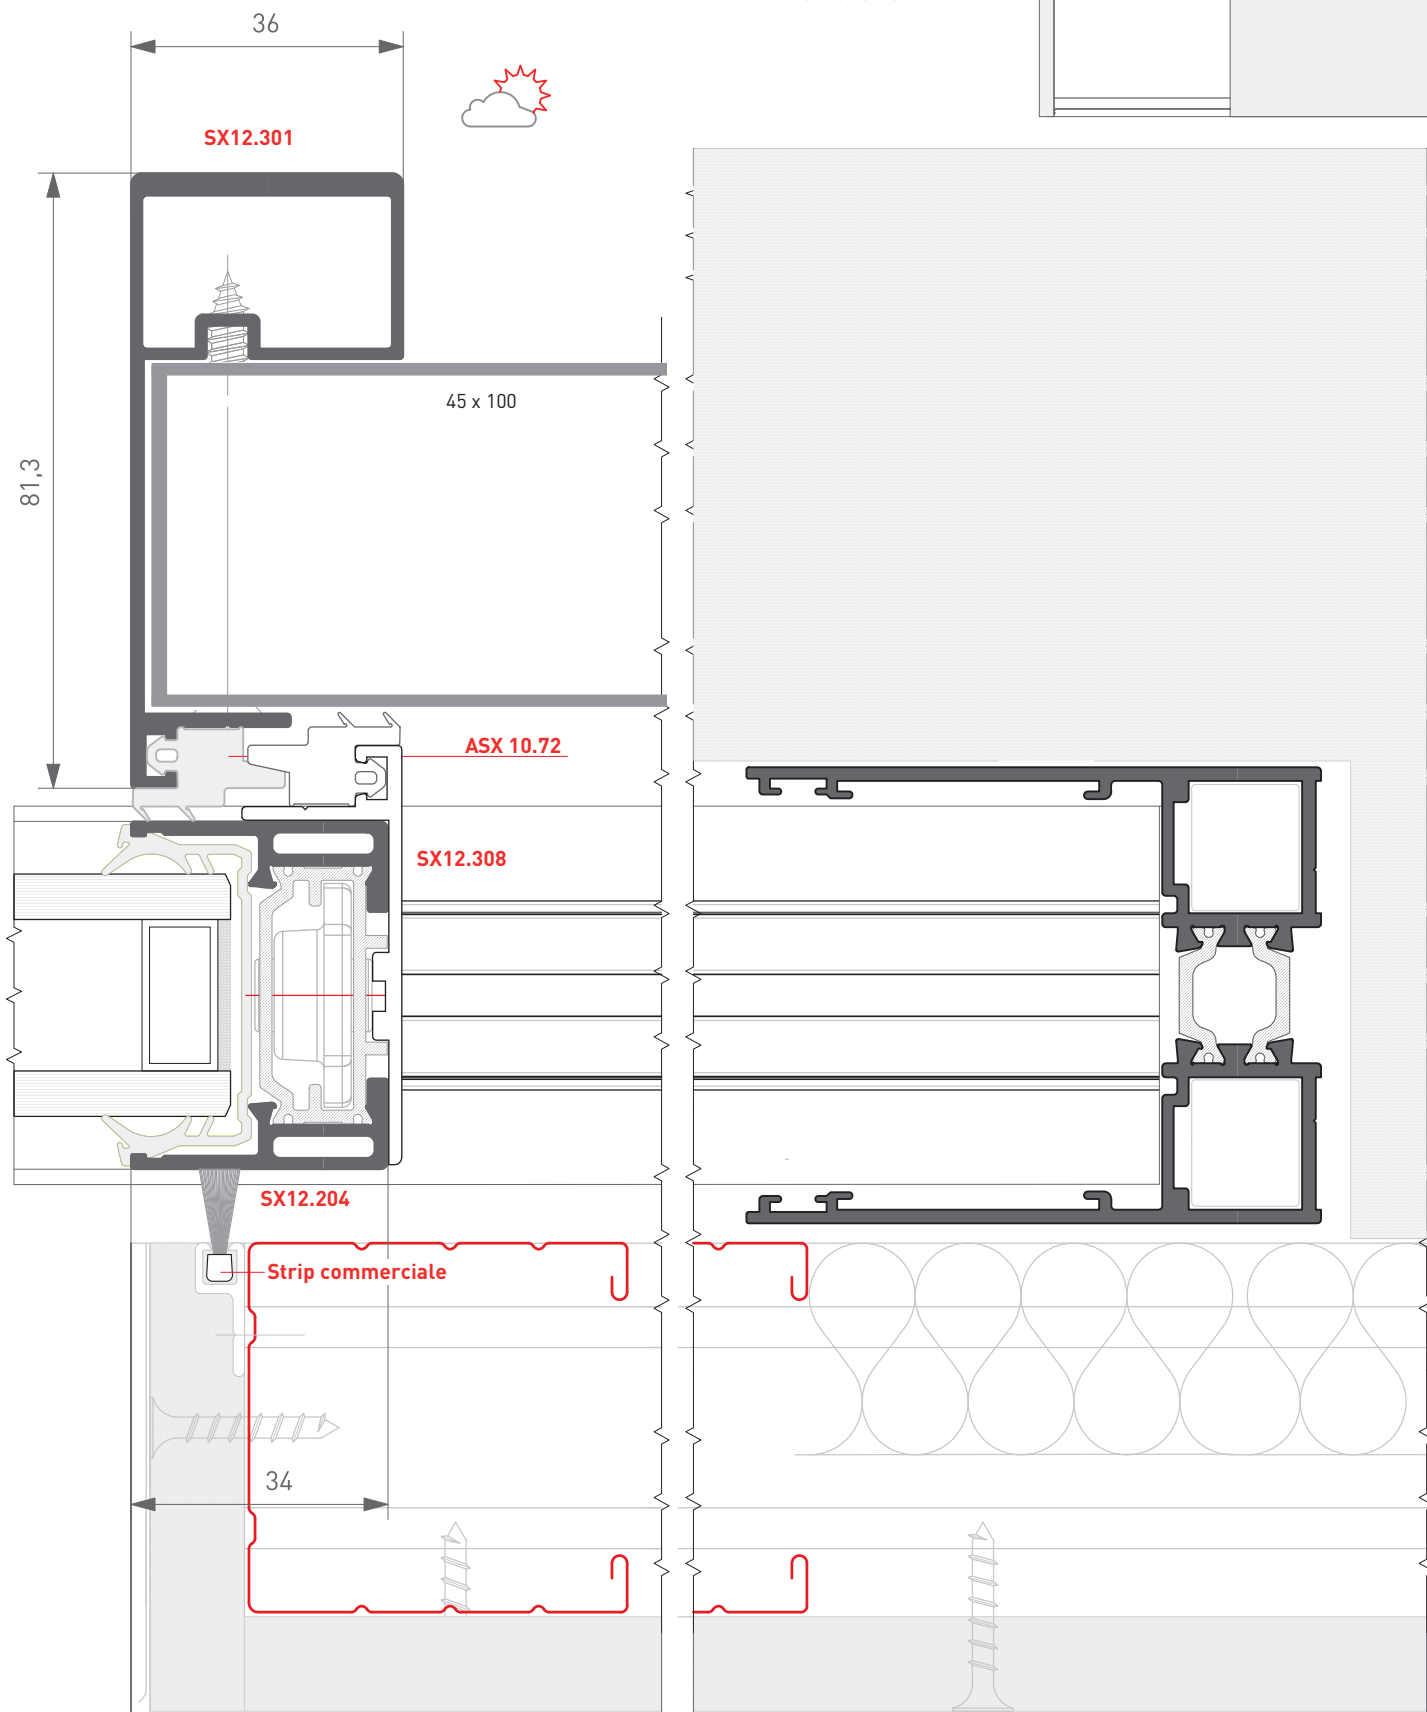 36
SX12.301
45 x 100
81,3
ASX 10.72
SX12.308
SX12.204
Strip commerciale
34